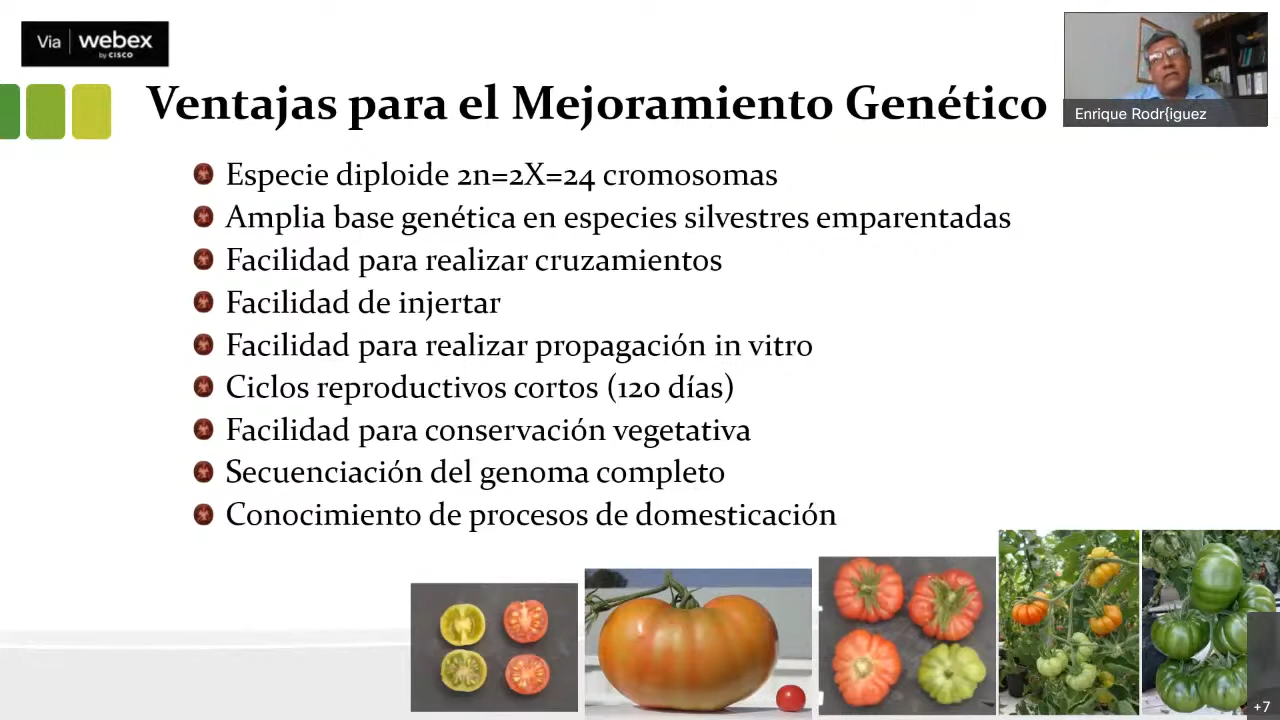 Via webex
by CISCO
Ventajas para el Mejoramiento Genético
Enrique Rodr{iguez
Especie diploide 2n=2X=24 cromosomas
Amplia base genética en especies silvestres emparentadas
Facilidad para realizar cruzamientos
Facilidad de injertar
Facilidad para realizar propagación in vitro
Ciclos reproductivos cortos (120 días)
Facilidad para conservación vegetativa
Secuenciación del genoma completo
Conocimiento de procesos de domesticación
+7